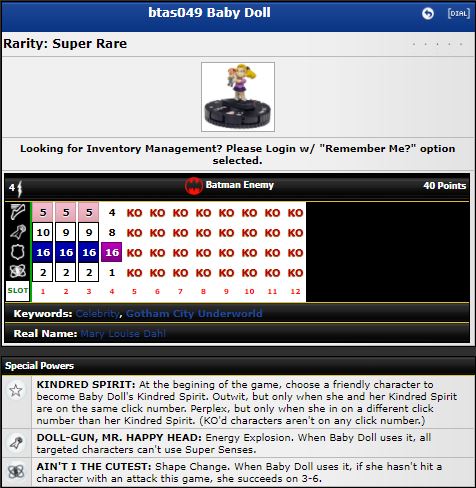 btas049 Baby Doll
[DIAL]
Rarity: Super Rare
Looking for Inventory Management? Please Login w/ "Remember Me?" option
selected.
4 Batman Enemy 40 Points
5 5 5 4 KO KO KO KO KO KO KO KO
10 9 9 8 KO KO KO KO KO KO KO KO
16 16 16 16 KO KO KO KO KO KO KO KO
2 2 2 1 KO KO KO KO KO KO KO KO
SLOT 1 2 3 4 5 6 7 8 9 10 11 12
Keywords: Celebrity, Gotham City Underworld
Real Name: Mary Louise Dahl
Special Powers
KINDRED SPIRIT: At the begining of the game, choose a friendly character to
become Baby Doll's Kindred Spirit. Outwit, but only when she and her Kindred Spirit
are on the same click number. Perplex, but only when she in on a different click
number than her Kindred Spirit. (KO'd characters aren't on any click number.)
DOLL-GUN, MR. HAPPY HEAD: Energy Explosion. When Baby Doll uses it, all
targeted characters can't use Super Senses.
AIN'T I THE CUTEST: Shape Change. When Baby Doll uses it, if she hasn't hit a
character with an attack this game, she succeeds on 3-6.